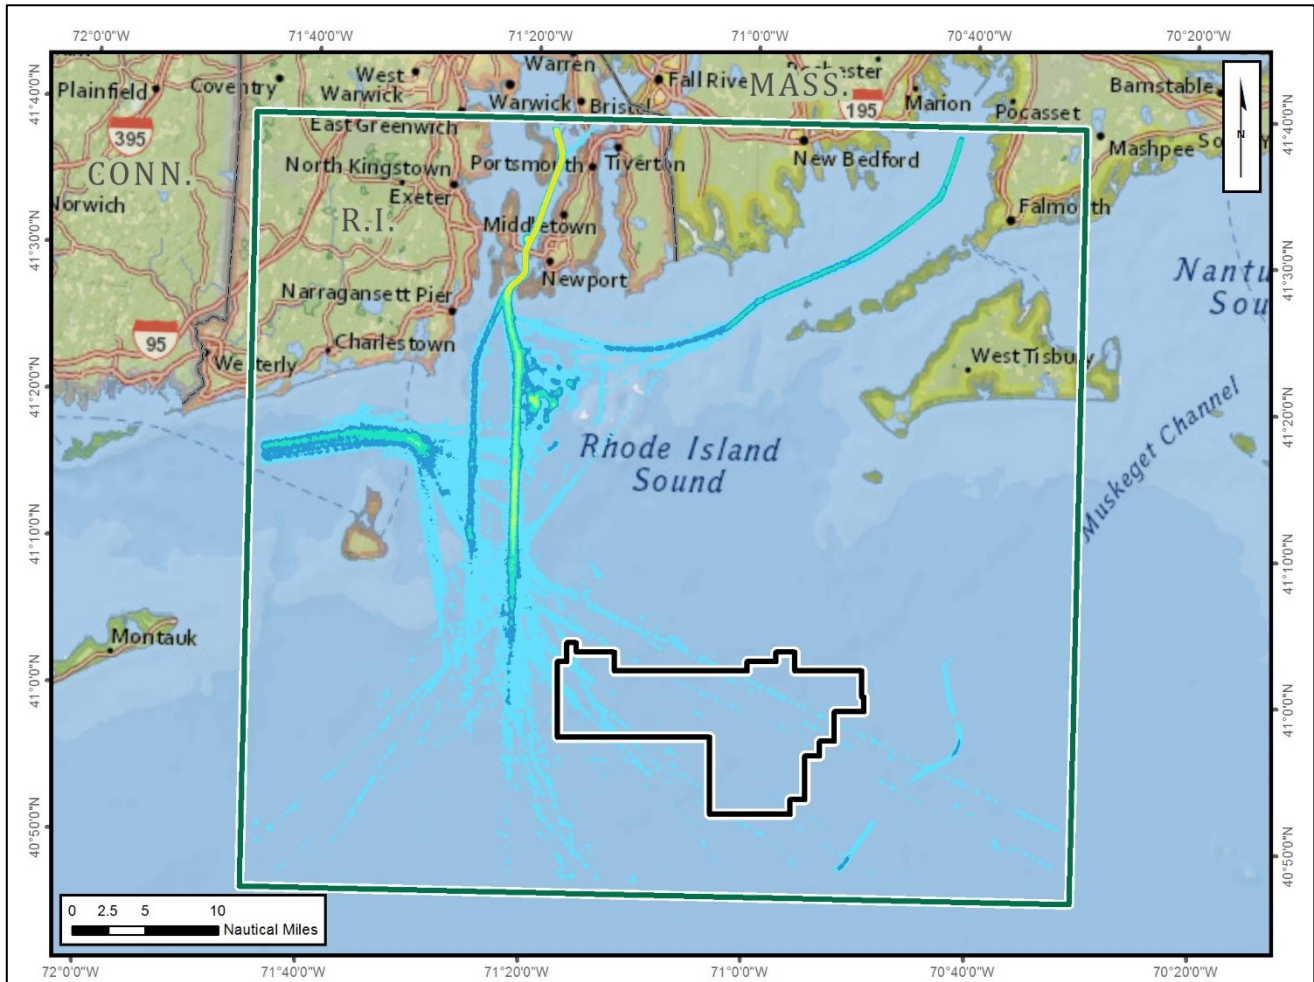 72°0'0"W
71°40'0"W
71°20'0"W
71°0'0"W
70°40'0"W
70°20'0"W
41°40'0"N
41°30'0"N
41°20'0"N
41°10'0"N
41°0'0"N
40°50'0"N
Plainfield
Coventry
West
Warwick
Warren
Warwick
Bristol
Fall River
MASS.
195
Marion
Pocasset
Barnstable
N
395
East Greenwich
CONN.
North Kingstown
Portsmouth
Tiverton
New Bedford
Mashpee
Norwich
Exeter
R.I.
Middletown
Falmouth
Newport
Nantu
Sou
Narragansett Pier
95
Charlestown
Westerly
West Tisbury
Rhode Island
Sound
Muskeget Channel
Montauk
0 2.5 5 10
Nautical Miles
41°40'0"N
41°30'0"N
41°20'0"N
41°10'0"N
41°0'0"N
40°50'0"N
72°0'0"W
71°40'0"W
71°20'0"W
71°0'0"W
70°40'0"W
70°20'0"W